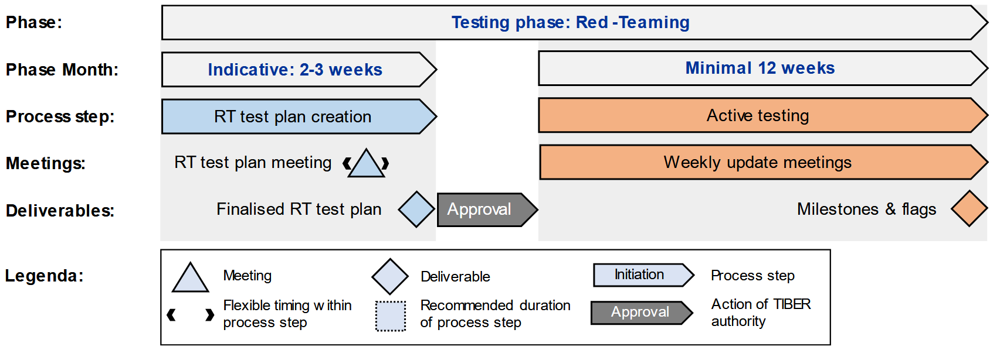 Phase:
Testing phase: Red -Teaming
Phase Month:
Indicative: 2-3 weeks
Minimal 12 weeks
Process step:
RT test plan creation
Active testing
Meetings:
RT test plan meeting
Weekly update meetings
Deliverables:
Finalised RT test plan
Approval
Milestones & flags
Legenda:
Meeting
Deliverable
Initiation
Process step
Flexible timing within
process step
Recommended duration
of process step
Approval
Action of TIBER
authority